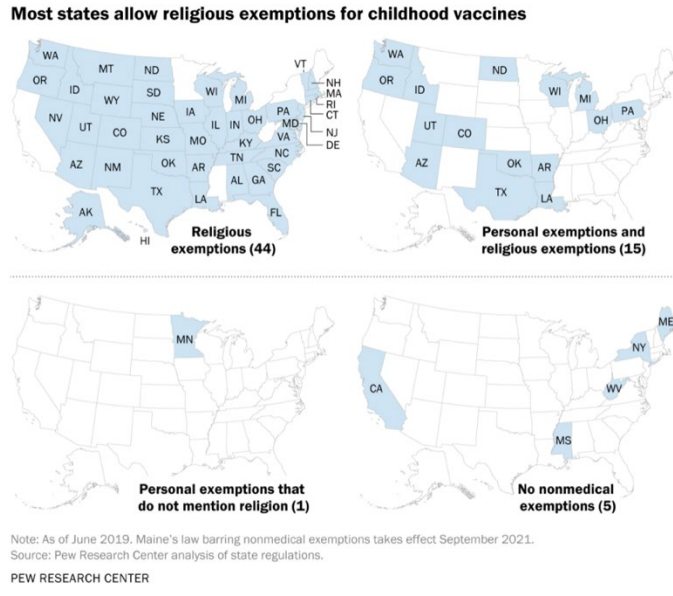 Most states allow religious exemptions for childhood vaccines
WA
OR
ID
MT
ND
SD
WY
NV
UT
CO
NE
KS
AZ
NM
OK
TX
IA
MO
AR
LA
WI
IL
IN
MI
OH
KY
TN
AL
GA
FL
SC
NC
VA
PA
MD
VT
NH
MA
RI
CT
NJ
DE
AK
HI
Religious
exemptions (44)
WA
OR
ID
ND
WI
MI
OH
PA
UT
CO
AZ
OK
AR
TX
LA
Personal exemptions and
religious exemptions (15)
MN
Personal exemptions that
do not mention religion (1)
ME
NY
CA
WV
MS
No nonmedical
exemptions (5)
Note: As of June 2019. Maine's law barring nonmedical exemptions takes effect September 2021.
Source: Pew Research Center analysis of state regulations.
PEW RESEARCH CENTER